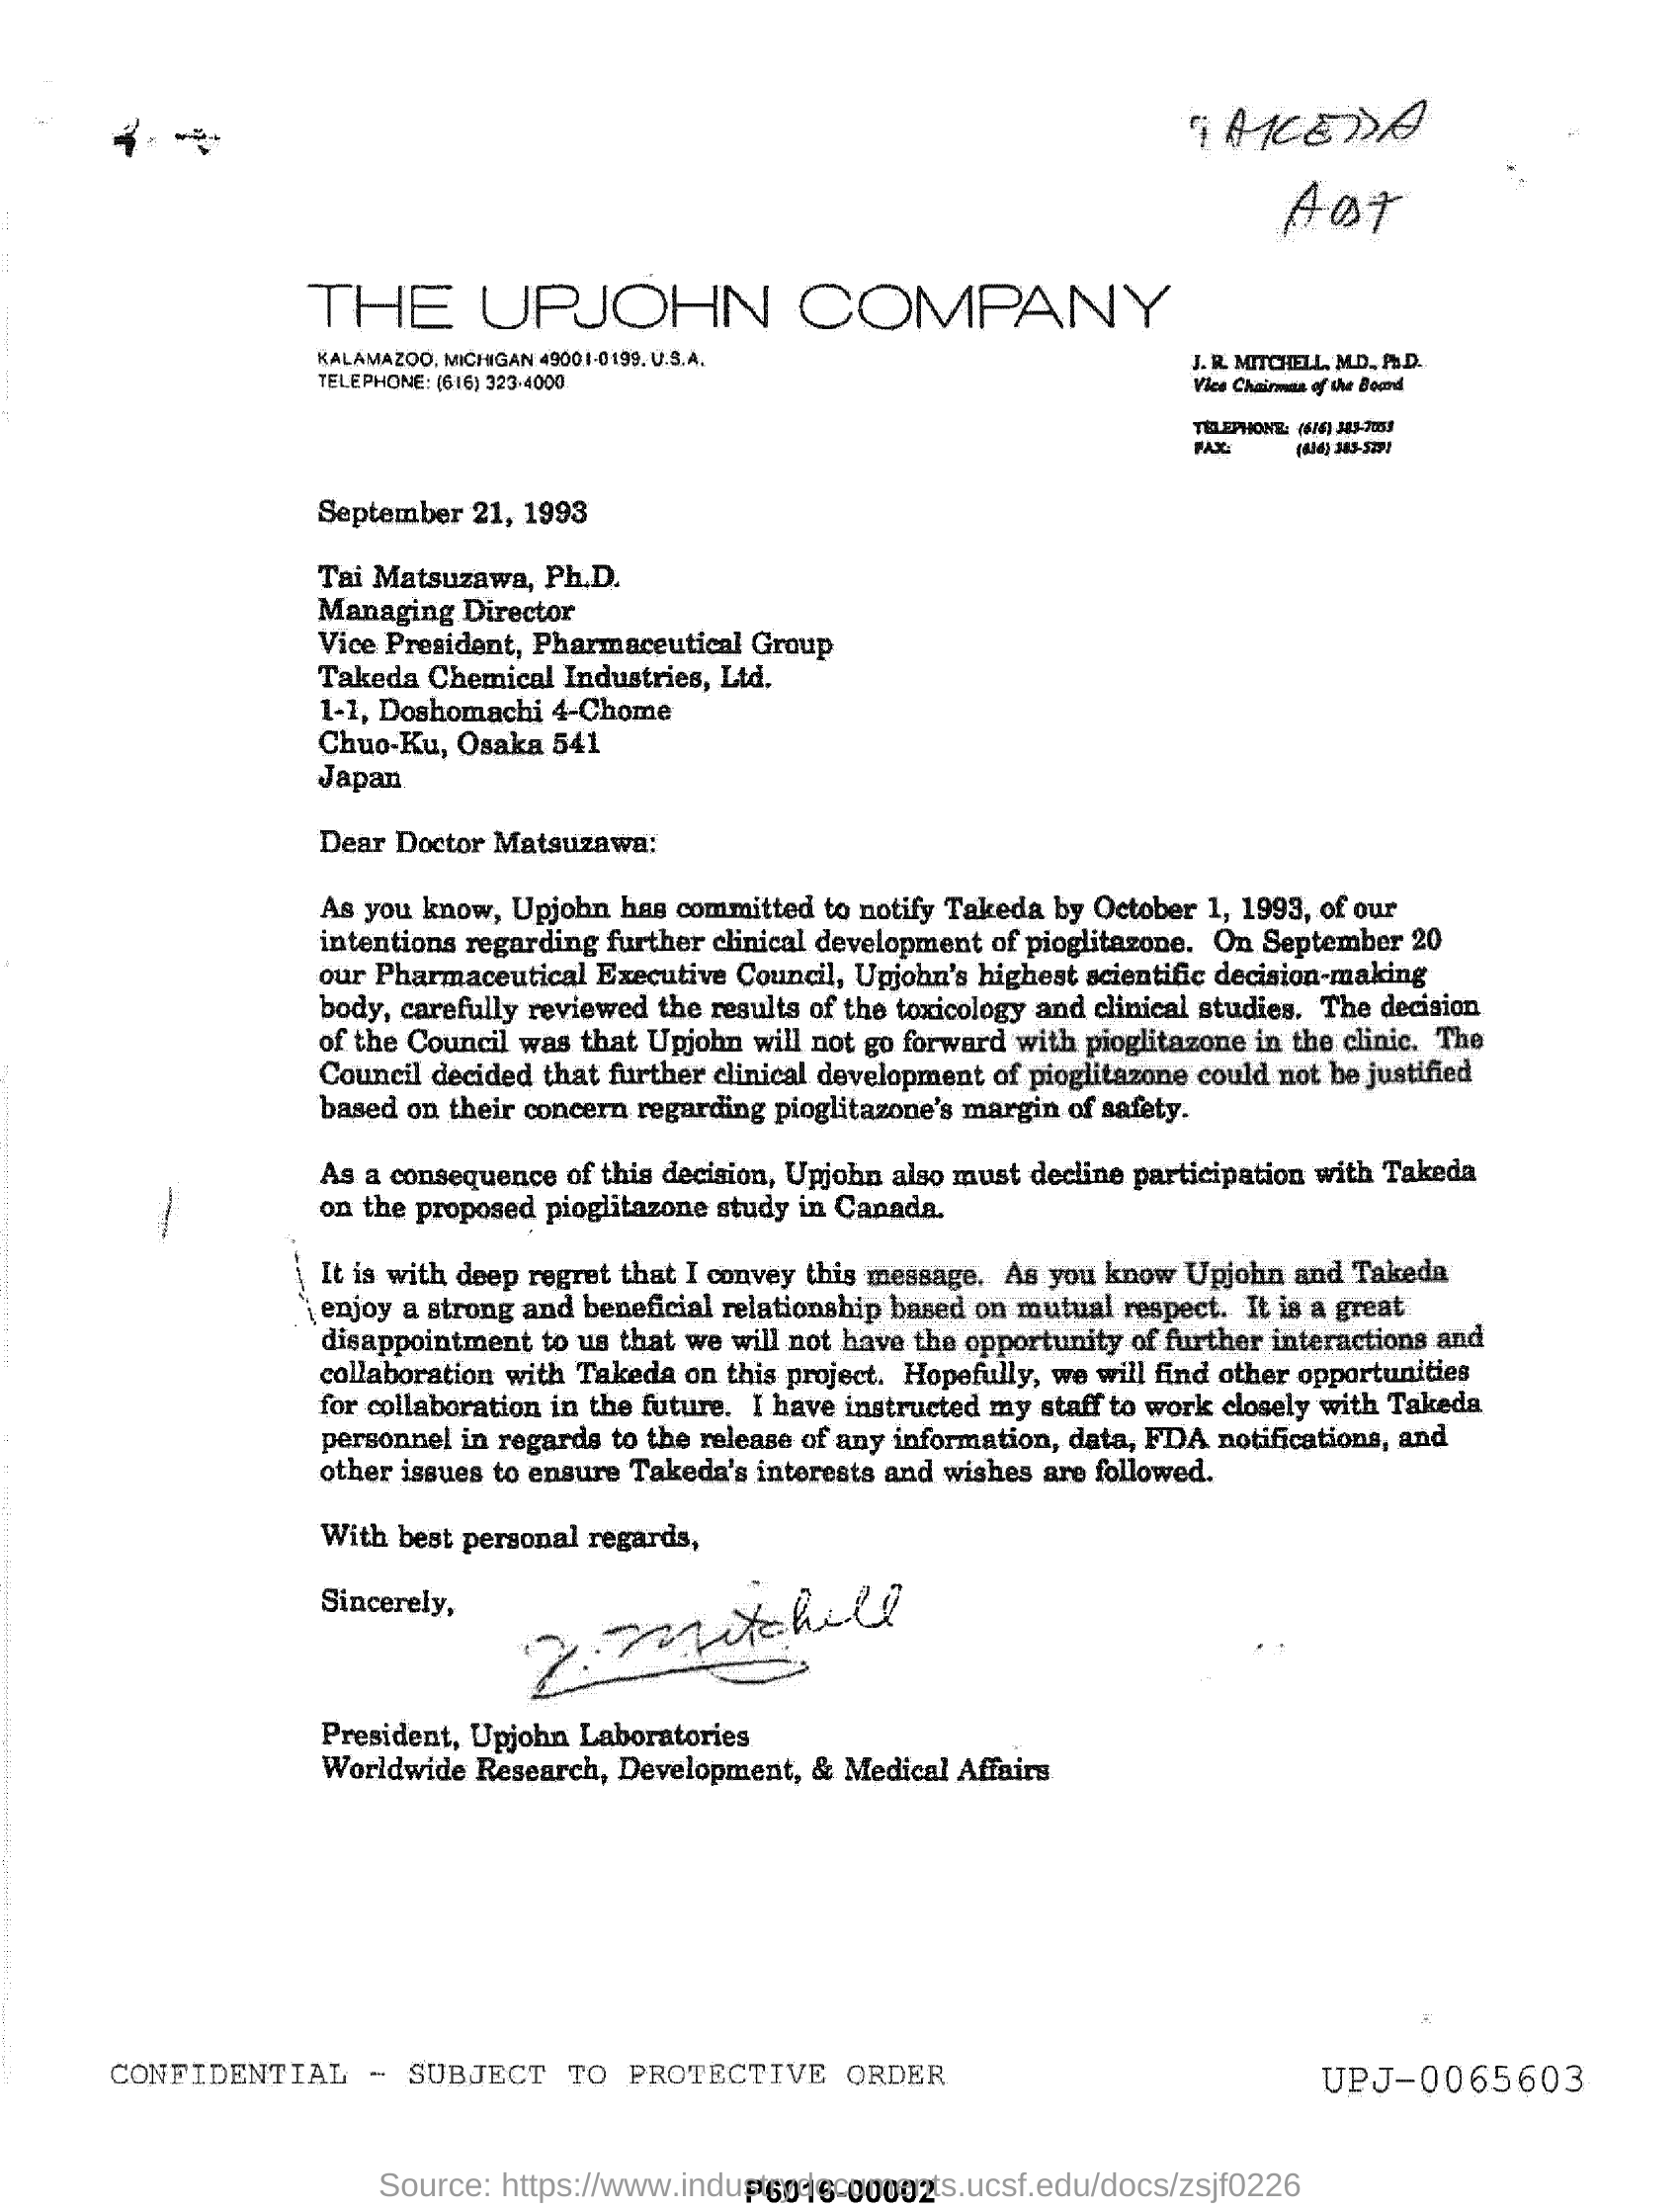 TAKEDA
THE UPJOHN COMPANY
KALAMAZOO, MICHIGAN 49001-0199, U.S.A.
TELEPHONE: (616) 323-4000
J. R. MITCHELL, M.D., Ph.D.
Vice Chairman of the Board
TELEPHONE: (616)
FAX: (616)
September 21, 1993
Tai Matsuzawa, Ph.D.
Managing Director
Vice President, Pharmaceutical Group
Takeda Chemical Industries, Ltd.
1-1, Doshomachi 4-Chome
Chuo-Ku, Osaka 541
Japan
Dear Doctor Matsuzawa:
As you know, Upjohn has committed to notify Takeda by October 1, 1993, of our
intentions regarding further clinical development of pioglitazone. On September 20
our Pharmaceutical Executive Council, Upjohn's highest scientific decision-making
body, carefully reviewed the results of the toxicology and clinical studies. The decision
of the Council was that Upjohn will not go forward with pioglitazone in the clinic. The
Council decided that further clinical development of pioglitazone could not be justified
based on their concern regarding pioglitazone's margin of safety.
As a consequence of this decision, Upjohn also must decline participation with Takeda
on the proposed pioglitazone study in Canada.
It is with deep regret that I convey this message. As you know Upjohn and Takeda
enjoy a strong and beneficial relationship based on mutual respect. It is a great
disappointment to us that we will not have the opportunity of further interactions and
collaboration with Takeda on this project. Hopefully, we will find other opportunities
for collaboration in the future. I have instructed my staff to work closely with Takeda
personnel in regards to the release of any information, data, FDA notifications, and
other issues to ensure Takeda's interests and wishes are followed.
With best personal regards,
Sincerely,
J. Mitchell
President, Upjohn Laboratories
Worldwide Research, Development, & Medical Affairs
CONFIDENTIAL - SUBJECT TO PROTECTIVE ORDER
UPJ-0065603
Source: https://www.industrydocuments.ucsf.edu/docs/zsjf0226
P6016-00002